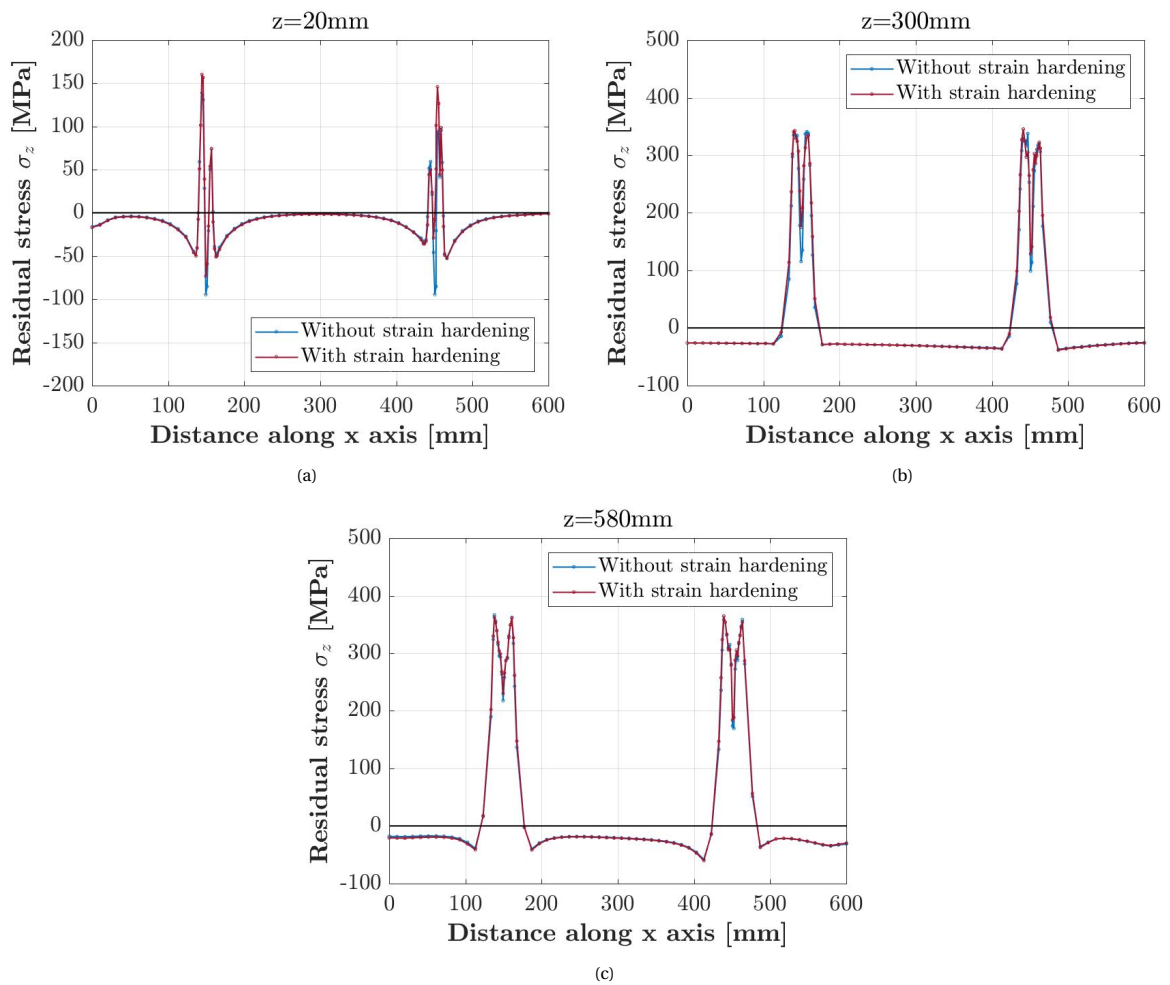 z=20mm
200
150
100
50
0
-50
-100
-150
-200
0 100 200 300 400 500 600
Residual stress σz [MPa]
Distance along x axis [mm]
Without strain hardening
With strain hardening
(a)
z=300mm
500
400
300
200
100
0
-100
0 100 200 300 400 500 600
Residual stress σz [MPa]
Distance along x axis [mm]
Without strain hardening
With strain hardening
(b)
z=580mm
500
400
300
200
100
0
-100
0 100 200 300 400 500 600
Residual stress σz [MPa]
Distance along x axis [mm]
Without strain hardening
With strain hardening
(c)